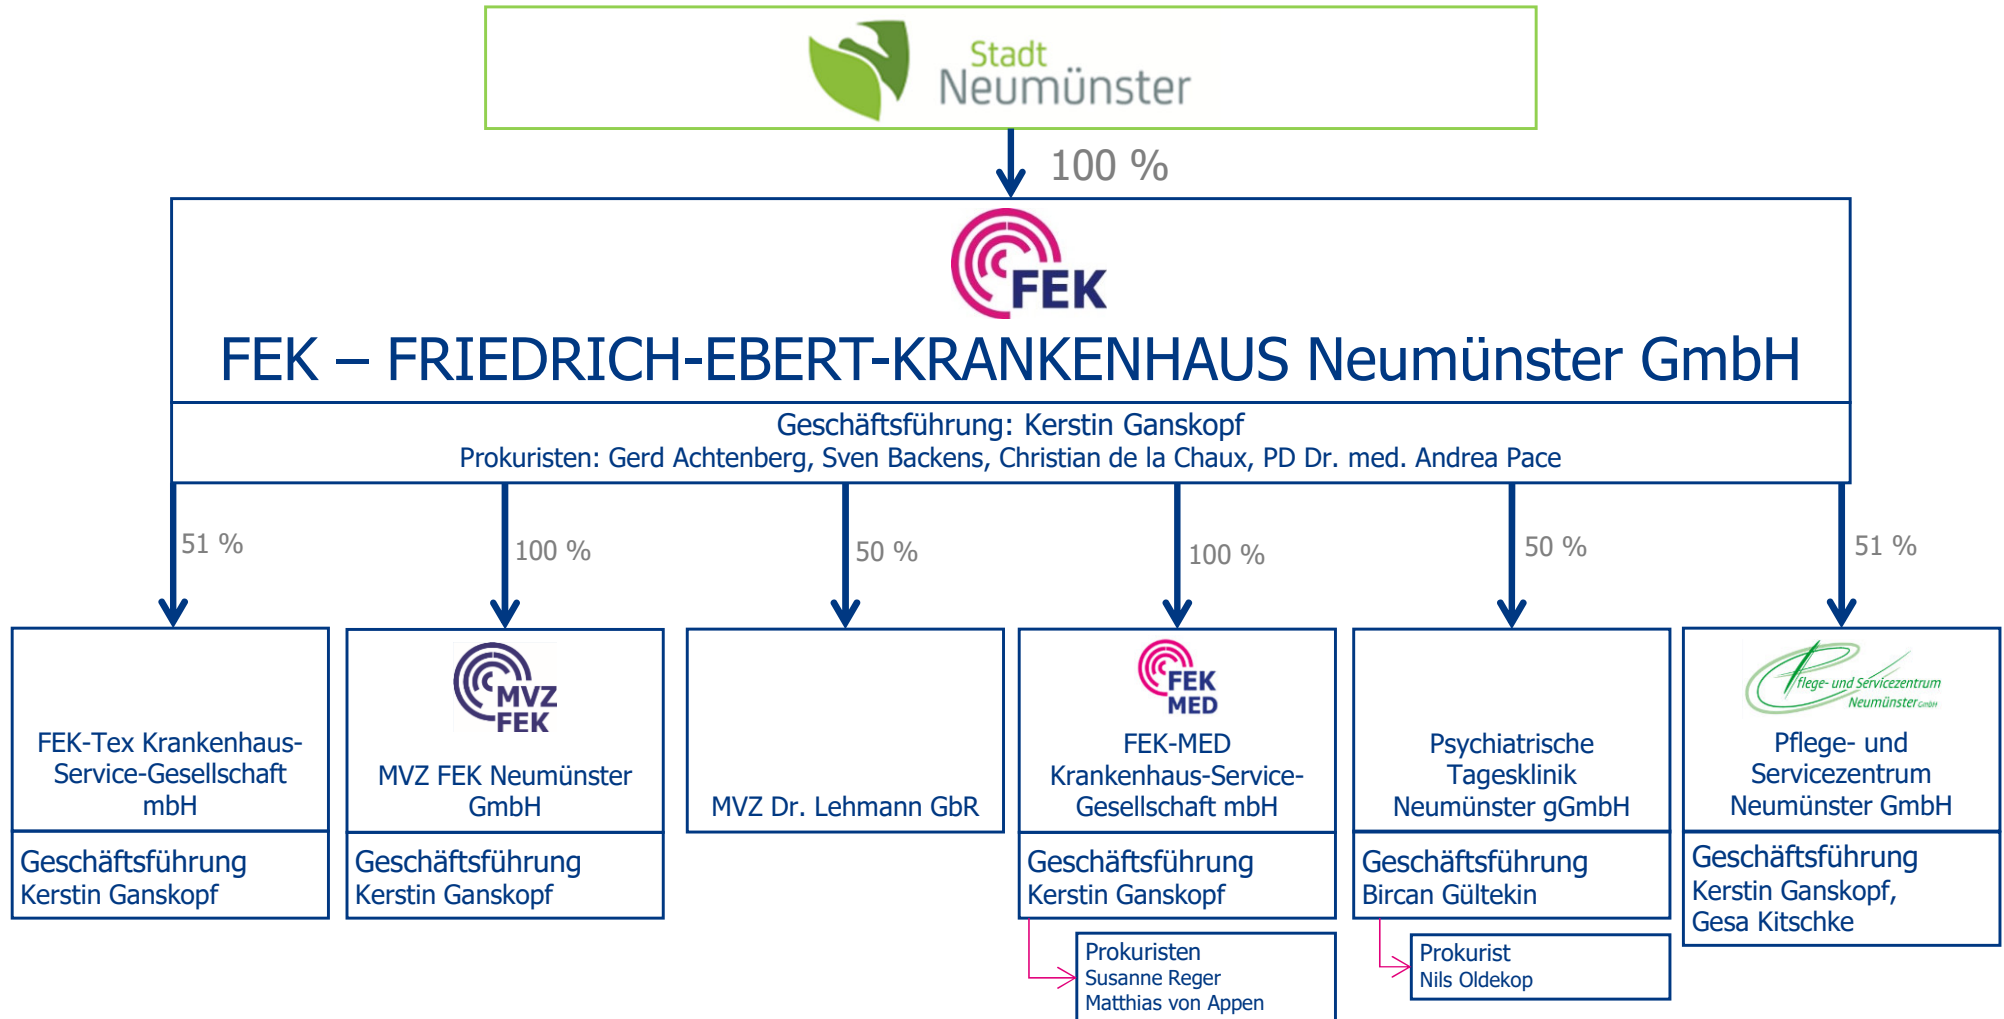 Stadt
Neumünster
100 %
FEK
FEK – FRIEDRICH-EBERT-KRANKENHAUS Neumünster GmbH
Geschäftsführung: Kerstin Ganskopf
Prokuristen: Gerd Achtenberg, Sven Backens, Christian de la Chaux, PD Dr. med. Andrea Pace
51 %
100 %
50 %
100 %
50 %
51 %
FEK-Tex Krankenhaus-
Service-Gesellschaft
mbH
Geschäftsführung
Kerstin Ganskopf
MVZ
FEK
MVZ FEK Neumünster
GmbH
Geschäftsführung
Kerstin Ganskopf
MVZ Dr. Lehmann GbR
FEK
MED
FEK-MED
Krankenhaus-Service-
Gesellschaft mbH
Geschäftsführung
Kerstin Ganskopf
Prokuristen
Susanne Reger
Matthias von Appen
Psychiatrische
Tagesklinik
Neumünster gGmbH
Geschäftsführung
Bircan Gültekin
Prokurist
Nils Oldekop
Pflege- und Servicezentrum
Neumünster GmbH
Pflege- und
Servicezentrum
Neumünster GmbH
Geschäftsführung
Kerstin Ganskopf,
Gesa Kitschke